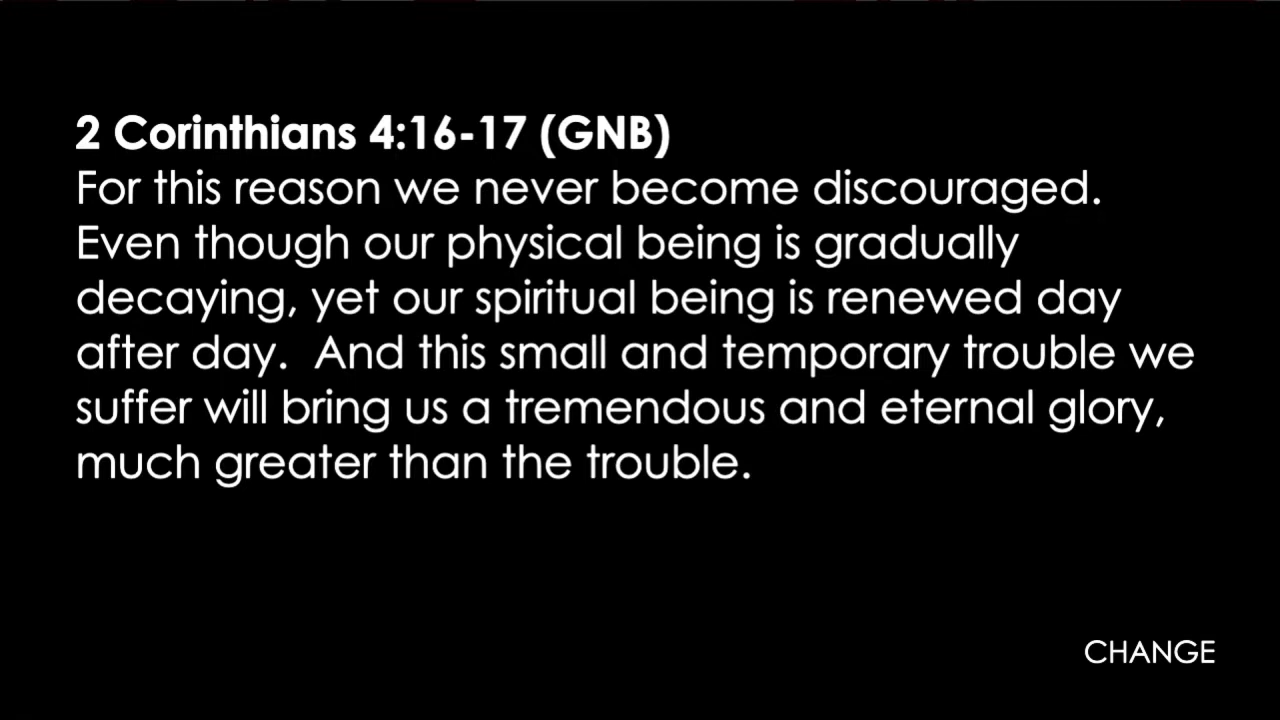 2 Corinthians 4:16-17 (GNB)
For this reason we never become discouraged.
Even though our physical being is gradually
decaying, yet our spiritual being is renewed day
after day.  And this small and temporary trouble we
suffer will bring us a tremendous and eternal glory,
much greater than the trouble.
CHANGE